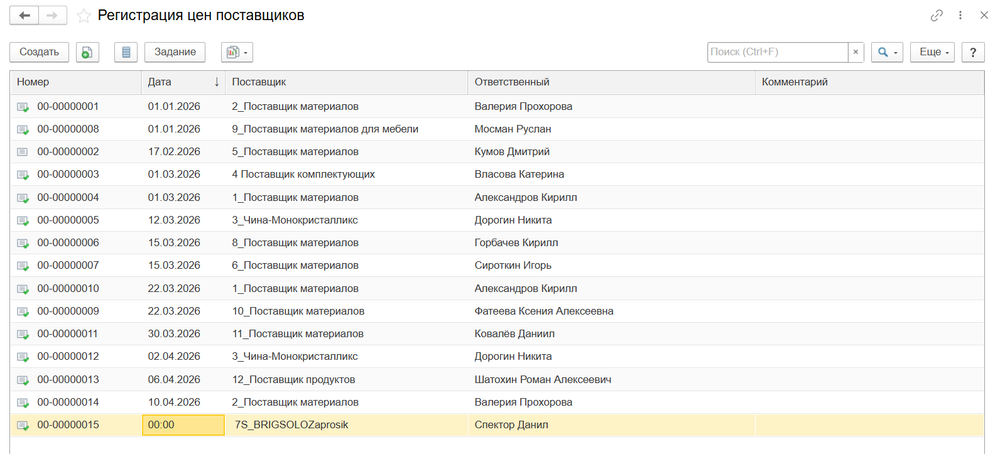 Регистрация цен поставщиков
Создать Задание Поиск (Ctrl+F) × Еще ?
Номер Дата ↓ Поставщик Ответственный Комментарий
00-00000001 01.01.2026 2_Поставщик материалов Валерия Прохорова
00-00000008 01.01.2026 9_Поставщик материалов для мебели Мосман Руслан
00-00000002 17.02.2026 5_Поставщик материалов Кумов Дмитрий
00-00000003 01.03.2026 4 Поставщик комплектующих Власова Катерина
00-00000004 01.03.2026 1_Поставщик материалов Александров Кирилл
00-00000005 12.03.2026 3_Чина-Монокристалликс Дорогин Никита
00-00000006 15.03.2026 8_Поставщик материалов Горбачев Кирилл
00-00000007 15.03.2026 6_Поставщик материалов Сироткин Игорь
00-00000010 22.03.2026 1_Поставщик материалов Александров Кирилл
00-00000009 22.03.2026 10_Поставщик материалов Фатеева Ксения Алексеевна
00-00000011 30.03.2026 11_Поставщик материалов Ковалёв Даниил
00-00000012 02.04.2026 3_Чина-Монокристалликс Дорогин Никита
00-00000013 06.04.2026 12_Поставщик продуктов Шатохин Роман Алексеевич
00-00000014 10.04.2026 2_Поставщик материалов Валерия Прохорова
00-00000015 00:00 7S_BRIGSOLOZaprosik Спектор Данил